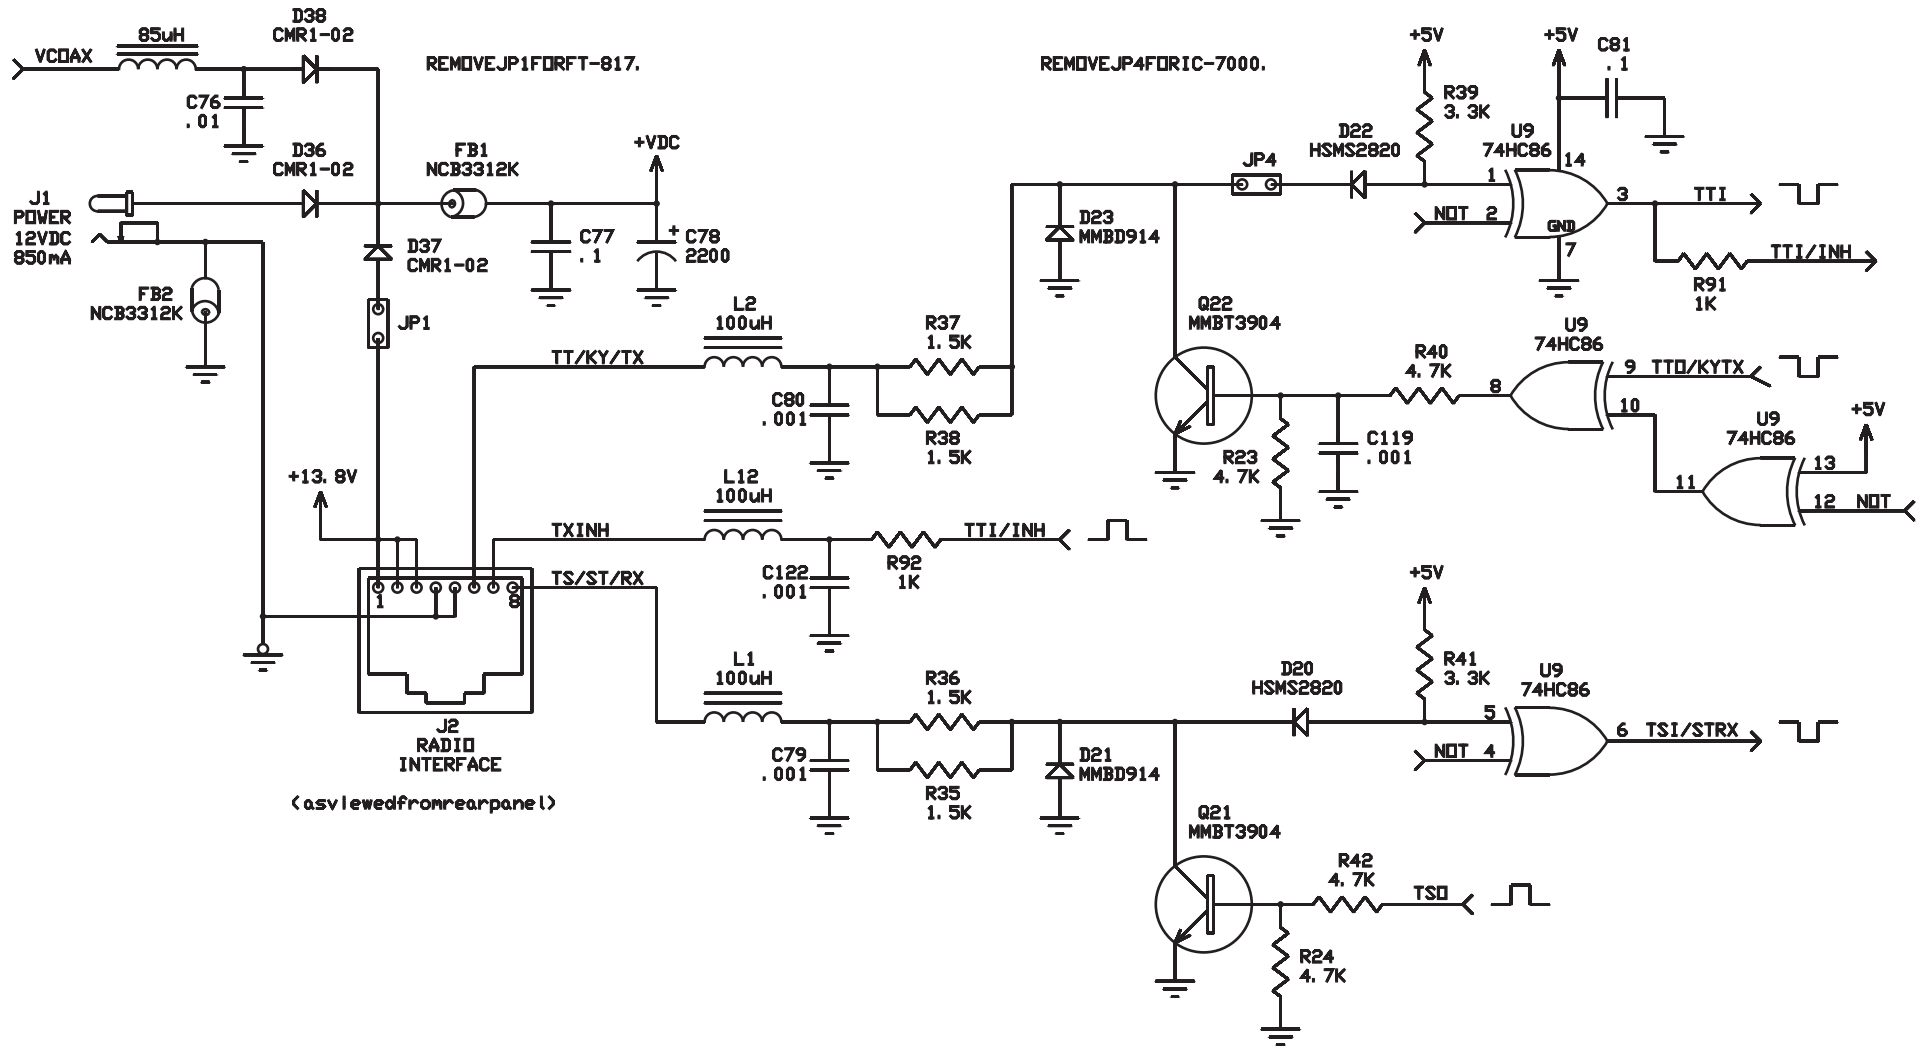 VCOAX
85uH
D38
CMR1-02
C76
.01
REMOVEJP1FORFT-817.
REMOVEJP4FORIC-7000.
D36
CMR1-02
FB1
NCB3312K
+VDC
J1
POWER
12VDC
850mA
FB2
NCB3312K
D37
CMR1-02
JP1
C77
.1
+
C78
2200
+5V
R39
3.3K
+5V
C81
.1
D22
HSMS2820
JP4
U9
74HC86
14
1
NOT 2
3
TTI
GND
7
TTI/INH
R91
1K
D23
MMBD914
L2
100uH
TT/KY/TX
C80
.001
R37
1.5K
R38
1.5K
Q22
MMBT3904
R40
4.7K
R23
4.7K
C119
.001
U9
74HC86
8
9 TTO/KYTX
10
U9
74HC86
+5V
11
13
12 NOT
+13.8V
TXINH
L12
100uH
C122
.001
R92
1K
TTI/INH
TS/ST/RX
1
8
J2
RADIO
INTERFACE
(asviewedfromrearpanel)
L1
100uH
C79
.001
R36
1.5K
R35
1.5K
D21
MMBD914
D20
HSMS2820
+5V
R41
3.3K
U9
74HC86
5
NOT 4
6 TSI/STRX
Q21
MMBT3904
R42
4.7K
TSO
R24
4.7K